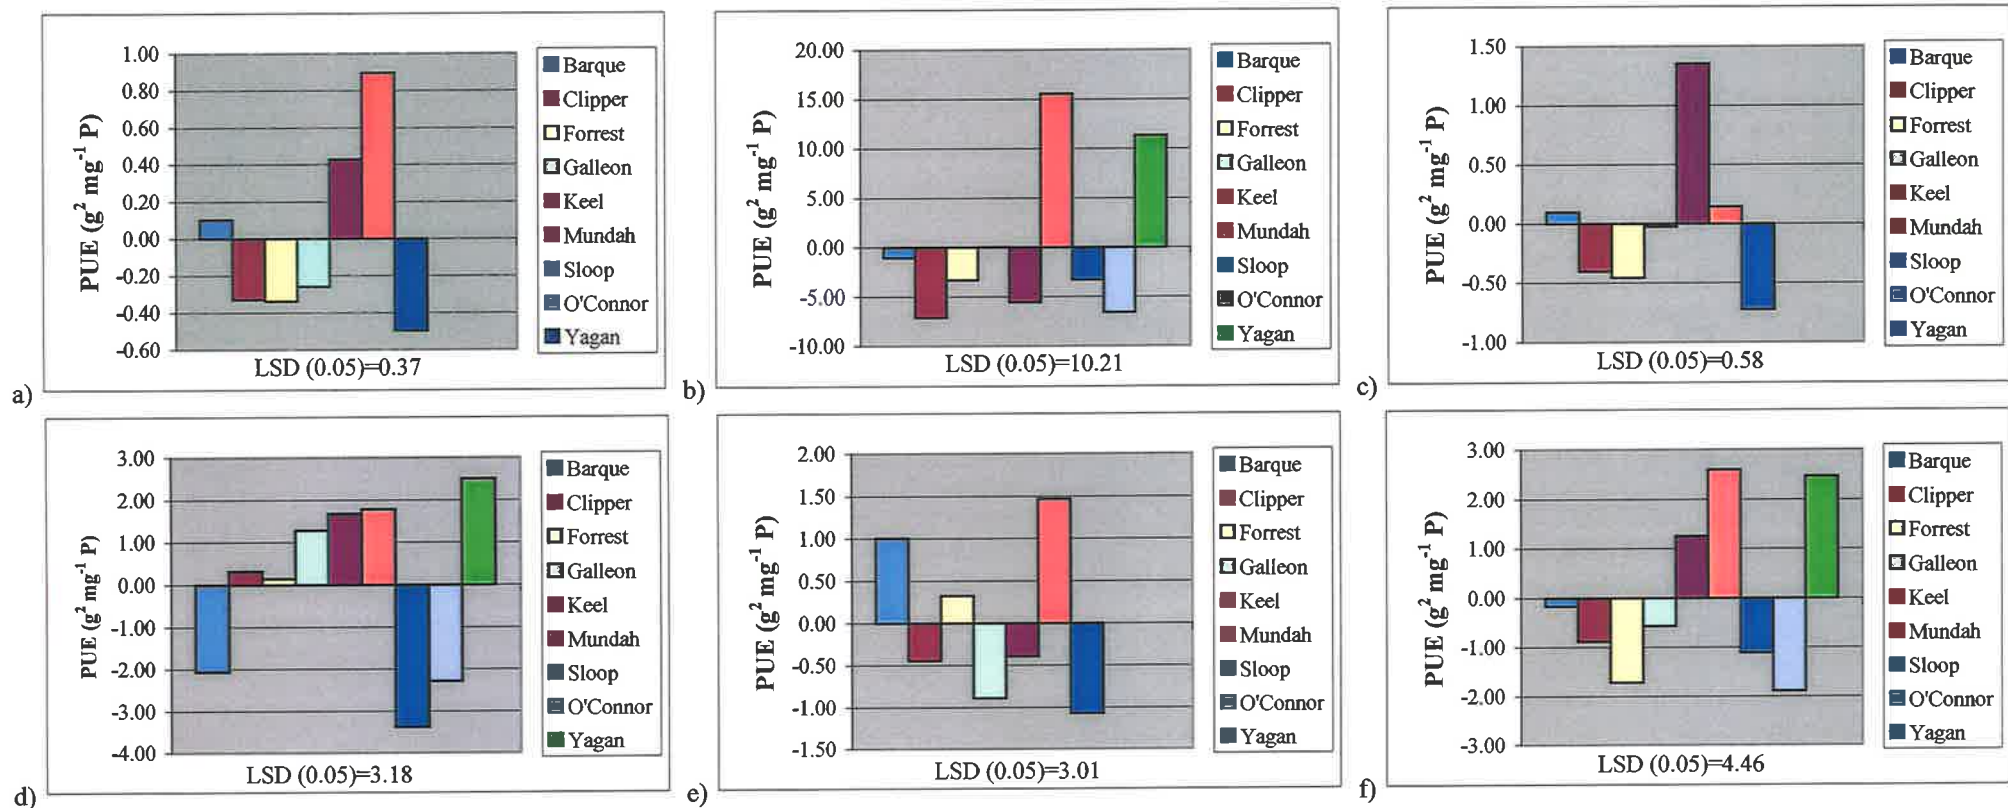 1.00
0.80
0.60
0.40
0.20
0.00
-0.20
-0.40
-0.60
PUE (g² mg⁻¹ P)
LSD (0.05)=0.37
Barque
Clipper
Forrest
Galleon
Keel
Mundah
Sloop
O'Connor
Yagan
a)
20.00
15.00
10.00
5.00
0.00
-5.00
-10.00
PUE (g² mg⁻¹ P)
LSD (0.05)=10.21
Barque
Clipper
Forrest
Galleon
Keel
Mundah
Sloop
O'Connor
Yagan
b)
1.50
1.00
0.50
0.00
-0.50
-1.00
PUE (g² mg⁻¹ P)
LSD (0.05)=0.58
Barque
Clipper
Forrest
Galleon
Keel
Mundah
Sloop
O'Connor
Yagan
c)
3.00
2.00
1.00
0.00
-1.00
-2.00
-3.00
-4.00
PUE (g² mg⁻¹ P)
LSD (0.05)=3.18
Barque
Clipper
Forrest
Galleon
Keel
Mundah
Sloop
O'Connor
Yagan
d)
2.00
1.50
1.00
0.50
0.00
-0.50
-1.00
-1.50
PUE (g² mg⁻¹ P)
LSD (0.05)=3.01
Barque
Clipper
Forrest
Galleon
Keel
Mundah
Sloop
O'Connor
Yagan
e)
3.00
2.00
1.00
0.00
-1.00
-2.00
-3.00
PUE (g² mg⁻¹ P)
LSD (0.05)=4.46
Barque
Clipper
Forrest
Galleon
Keel
Mundah
Sloop
O'Connor
Yagan
f)